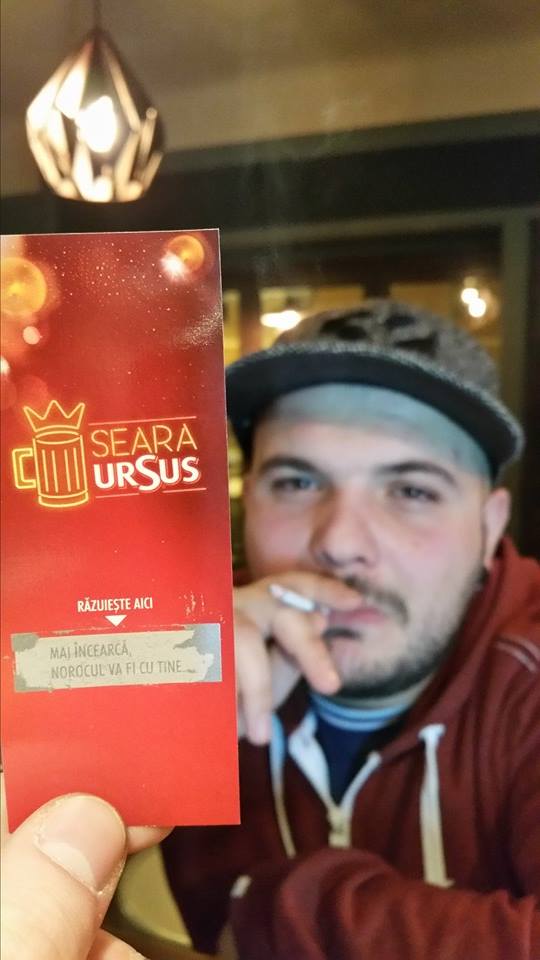 SEARA
URSUS
RĂZUIEȘTE AICI
MAI ÎNCEARCĂ,
NOROCUL VA FI CU TINE...